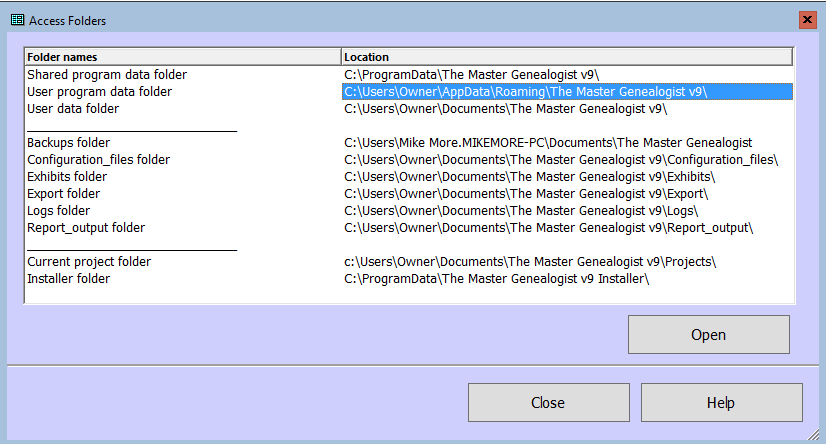 Access Folders
Folder names Location
Shared program data folder C:\ProgramData\The Master Genealogist v9\
User program data folder C:\Users\Owner\AppData\Roaming\The Master Genealogist v9\
User data folder C:\Users\Owner\Documents\The Master Genealogist v9\
Backups folder C:\Users\Mike More.MIKEMORE-PC\Documents\The Master Genealogist
Configuration_files folder C:\Users\Owner\Documents\The Master Genealogist v9\Configuration_files\
Exhibits folder C:\Users\Owner\Documents\The Master Genealogist v9\Exhibits\
Export folder C:\Users\Owner\Documents\The Master Genealogist v9\Export\
Logs folder C:\Users\Owner\Documents\The Master Genealogist v9\Logs\
Report_output folder C:\Users\Owner\Documents\The Master Genealogist v9\Report_output\
Current project folder c:\Users\Owner\Documents\The Master Genealogist v9\Projects\
Installer folder C:\ProgramData\The Master Genealogist v9 Installer\
Open
Close Help